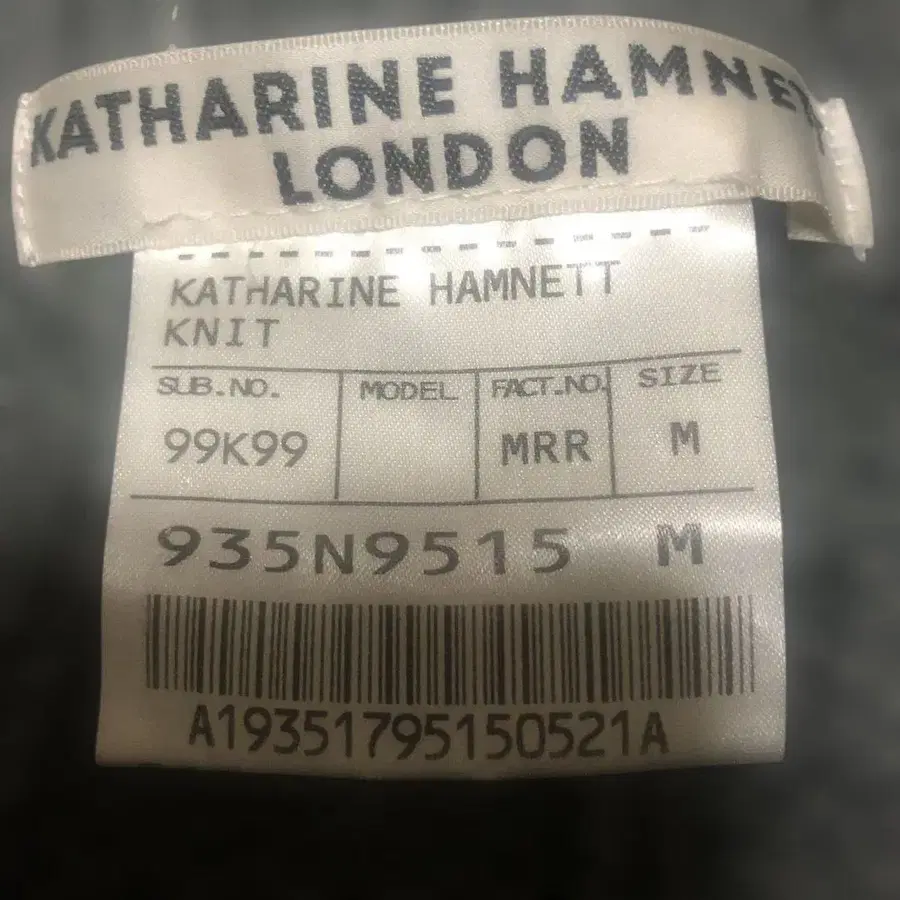 KATHARINE HAMNETT
LONDON
KATHARINE HAMNETT
KNIT
SUB.NO. MODEL FACT.NO. SIZE
99K99 MRR M
935N9515 M
A19351795150521A